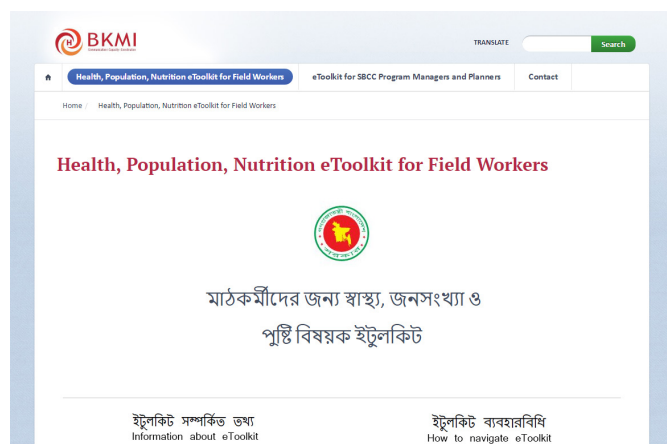 BKMI
TRANSLATE
Search
Health, Population, Nutrition eToolkit for Field Workers
eToolkit for SBCC Program Managers and Planners
Contact
Home / Health, Population, Nutrition eToolkit for Field Workers
Health, Population, Nutrition eToolkit for Field Workers
মাঠকর্মীদের জন্য স্বাস্থ্য, জনসংখ্যা ও
পুষ্টি বিষয়ক ইটুলকিট
ইটুলকিট সম্পর্কিত তথ্য
Information about eToolkit
ইটুলকিট ব্যবহারবিধি
How to navigate eToolkit